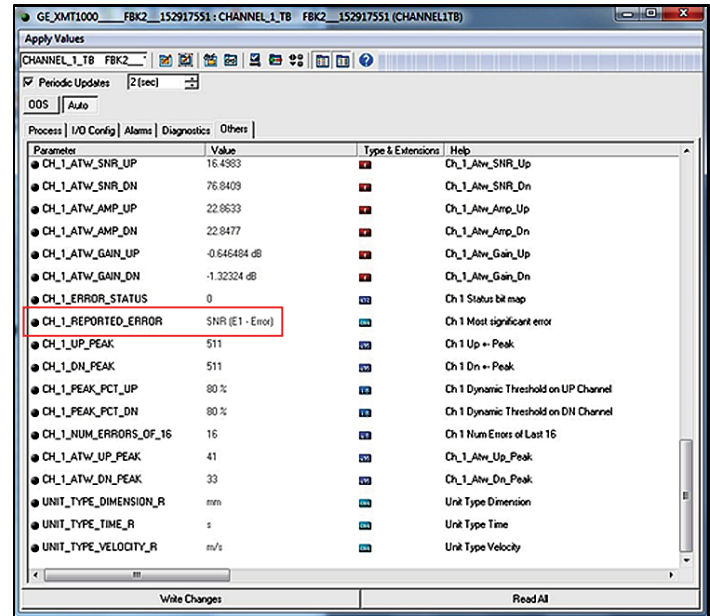 GE_XMT1000____FBK2__152917551 : CHANNEL_1_TB FBK2__152917551 (CHANNEL1TB)
Apply Values
CHANNEL_1_TB FBK2__
Periodic Updates 2 (sec)
OOS Auto
Process I/O Config Alarms Diagnostics Others
Parameter Value Type & Extensions Help
CH_1_ATW_SNR_UP 16.4983 Ch_1_Atw_SNR_Up
CH_1_ATW_SNR_DN 76.8409 Ch_1_Atw_SNR_Dn
CH_1_ATW_AMP_UP 22.8633 Ch_1_Atw_Amp_Up
CH_1_ATW_AMP_DN 22.8477 Ch_1_Atw_Amp_Dn
CH_1_ATW_GAIN_UP -0.646484 dB Ch_1_Atw_Gain_Up
CH_1_ATW_GAIN_DN -1.32324 dB Ch_1_Atw_Gain_Dn
CH_1_ERROR_STATUS 0 Ch 1 Status bit map
CH_1_REPORTED_ERROR SNR (E1 - Error) Ch 1 Most significant error
CH_1_UP_PEAK 511 Ch 1 Up +- Peak
CH_1_DN_PEAK 511 Ch 1 Dn +- Peak
CH_1_PEAK_PCT_UP 80 % Ch 1 Dynamic Threshold on UP Channel
CH_1_PEAK_PCT_DN 80 % Ch 1 Dynamic Threshold on DN Channel
CH_1_NUM_ERRORS_OF_16 16 Ch 1 Num Errors of Last 16
CH_1_ATW_UP_PEAK 41 Ch_1_Atw_Up_Peak
CH_1_ATW_DN_PEAK 33 Ch_1_Atw_Dn_Peak
UNIT_TYPE_DIMENSION_R mm Unit Type Dimension
UNIT_TYPE_TIME_R s Unit Type Time
UNIT_TYPE_VELOCITY_R m/s Unit Type Velocity
Write Changes Read All